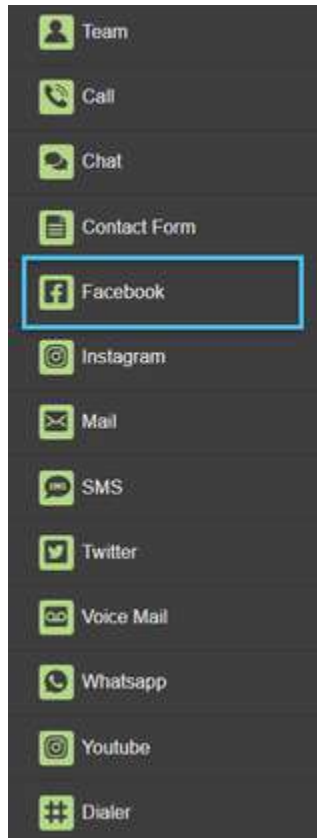 Team
Call
Chat
Contact Form
Facebook
Instagram
Mail
SMS
Twitter
Voice Mail
Whatsapp
Youtube
Dialer